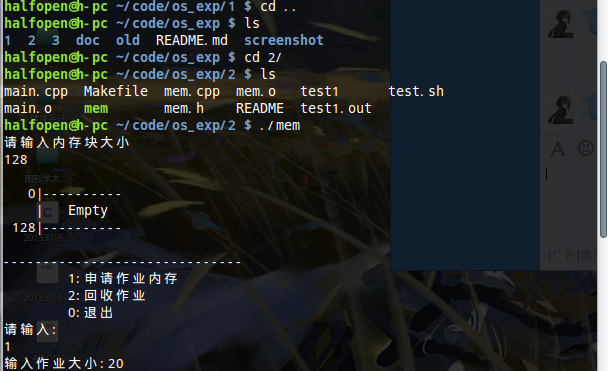 halfopen@h-pc ~/code/os_exp/1 $ cd ..
halfopen@h-pc ~/code/os_exp $ ls
1  2  3  doc  old  README.md  screenshot
halfopen@h-pc ~/code/os_exp $ cd 2/
halfopen@h-pc ~/code/os_exp/2 $ ls
main.cpp  Makefile  mem.cpp  mem.o   test1      test.sh
main.o    mem       mem.h    README  test1.out
halfopen@h-pc ~/code/os_exp/2 $ ./mem
请输入内存块大小
128
0|----------
|   Empty
128|----------
-----------------------------
1: 申请作业内存
2: 回收作业
0: 退出
请输入:
1
输入作业大小:20